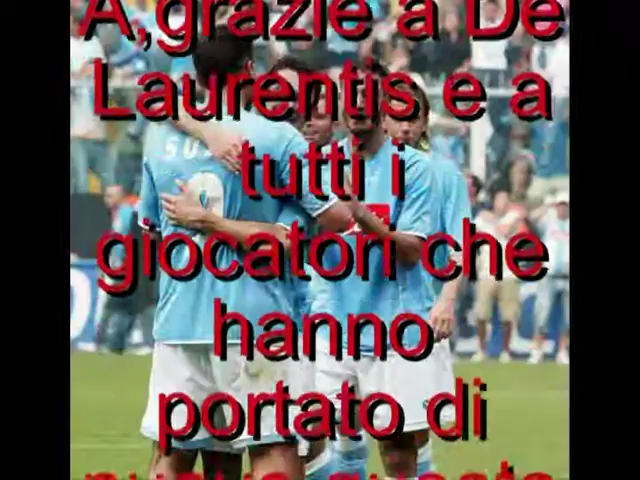 A,grazie a De
Laurentis e a
tutti i
giocatori che
hanno
portato di